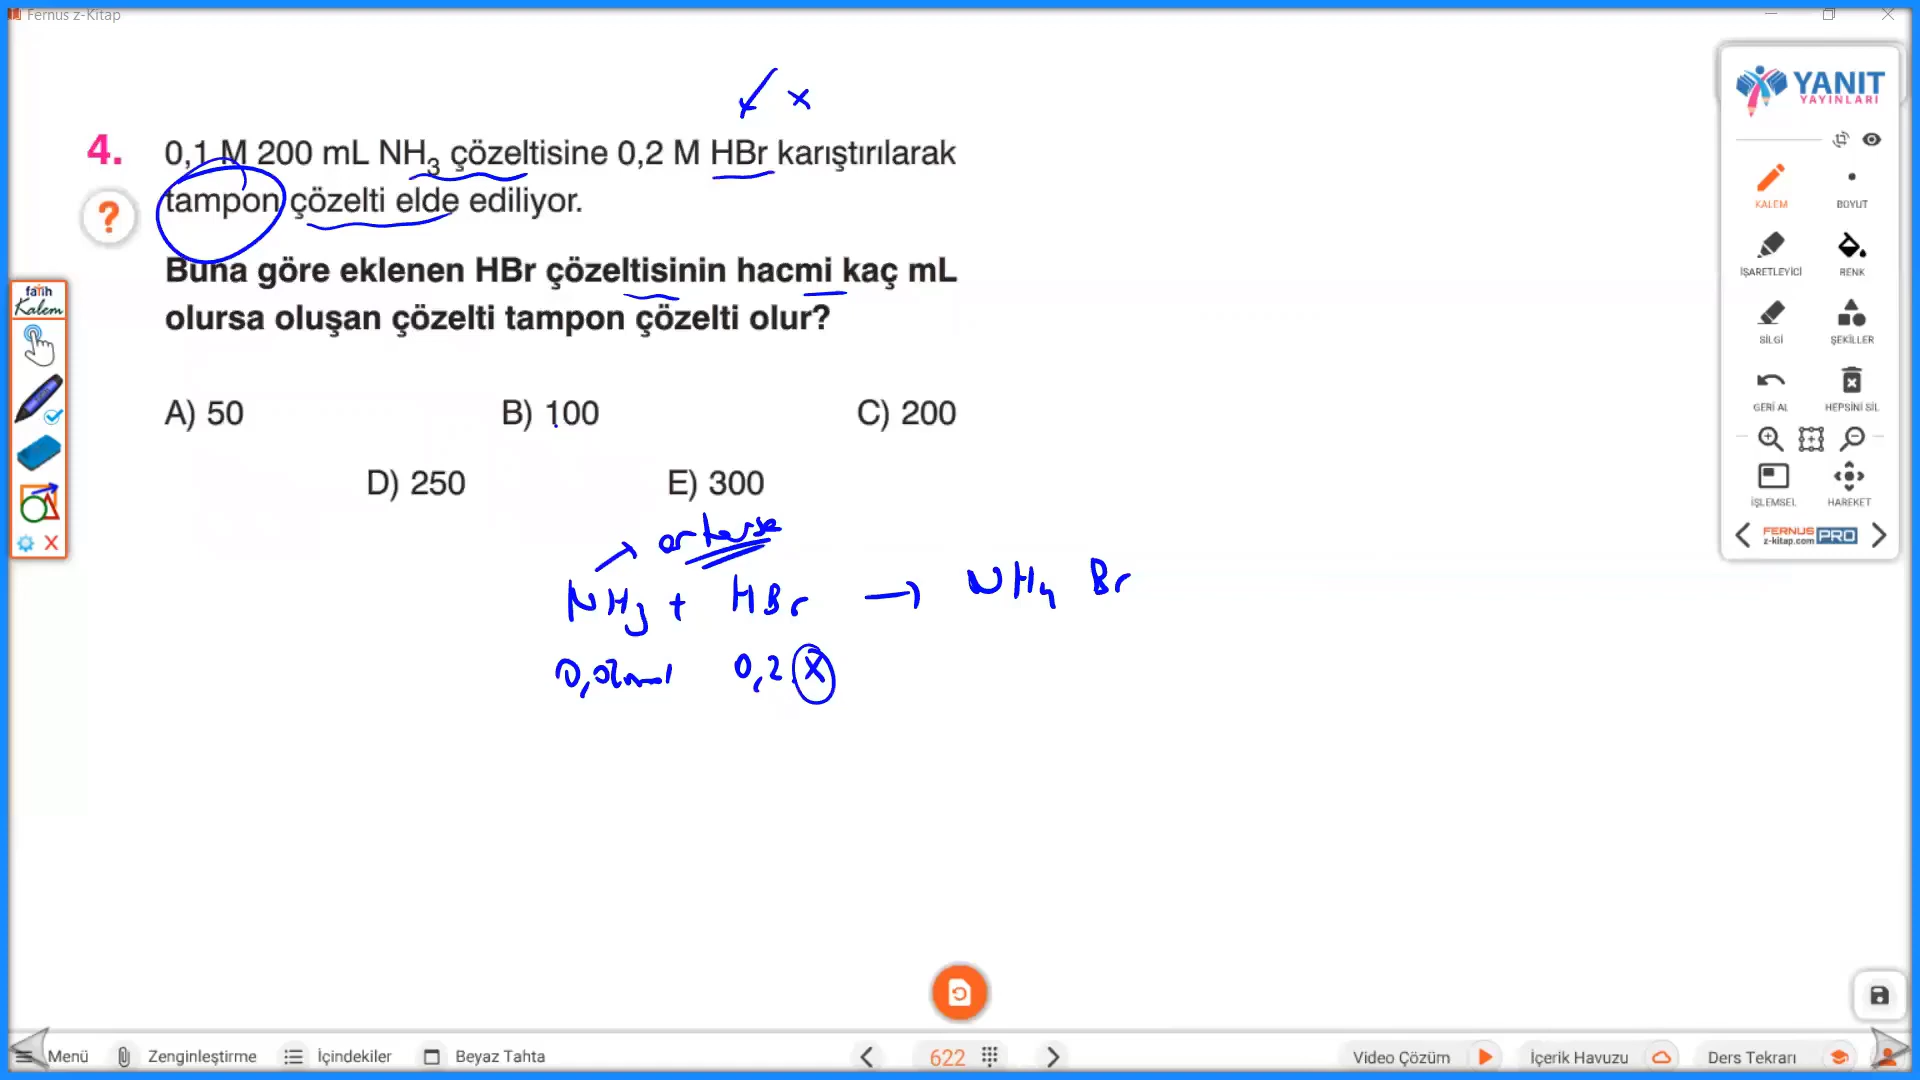 Fernus z-Kitap
x
4. 0,1 M 200 mL NH3 çözeltisine 0,2 M HBr karıştırılarak
tampon çözelti elde ediliyor.
?
Buna göre eklenen HBr çözeltisinin hacmi kaç mL
olursa oluşan çözelti tampon çözelti olur?
A) 50 B) 100 C) 200
D) 250 E) 300
artarsa
NH3 + HBr → NH4 Br
0,02 mol 0,2 . x
fatih
Kalem
YANIT
YAYINLARI
KALEM BOYUT
İŞARETLEYİCİ RENK
SİLGİ ŞEKİLLER
GERİ AL HEPSİNİ SİL
İŞLEMSEL HAREKET
FERNUS
z-kitap.com PRO
Menü Zenginleştirme İçindekiler Beyaz Tahta 622 Video Çözüm İçerik Havuzu Ders Tekrarı